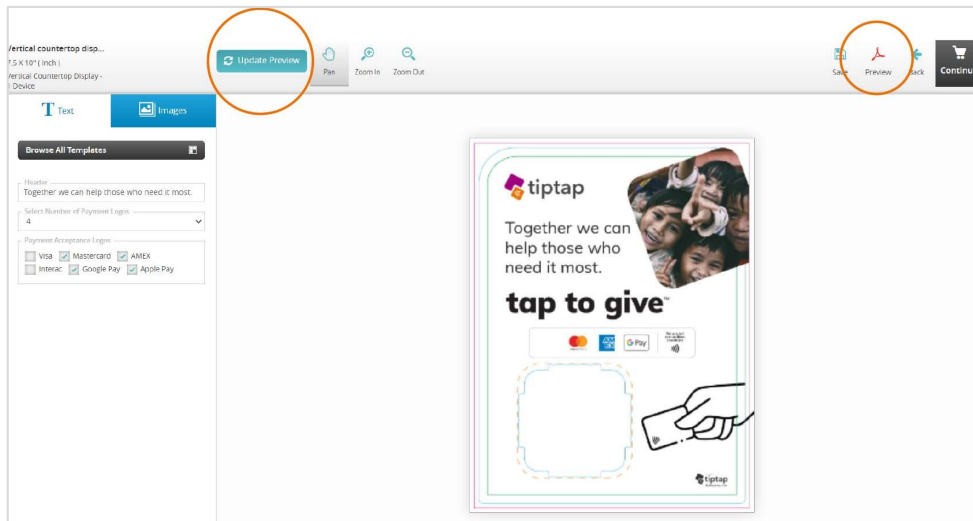 Vertical countertop disp...
7.5 X 10" ( Inch )
Vertical Countertop Display -
Device
Update Preview
Pan
Zoom In
Zoom Out
Save
Preview
Back
Continu
T Text
Images
Browse All Templates
Header
Together we can help those who need it most.
Select Number of Payment Logos
4
Payment Acceptance Logos
Visa Mastercard AMEX
Interac Google Pay Apple Pay
tiptap
Together we can
help those who
need it most.
tap to give™
AMEX
G Pay
tiptap